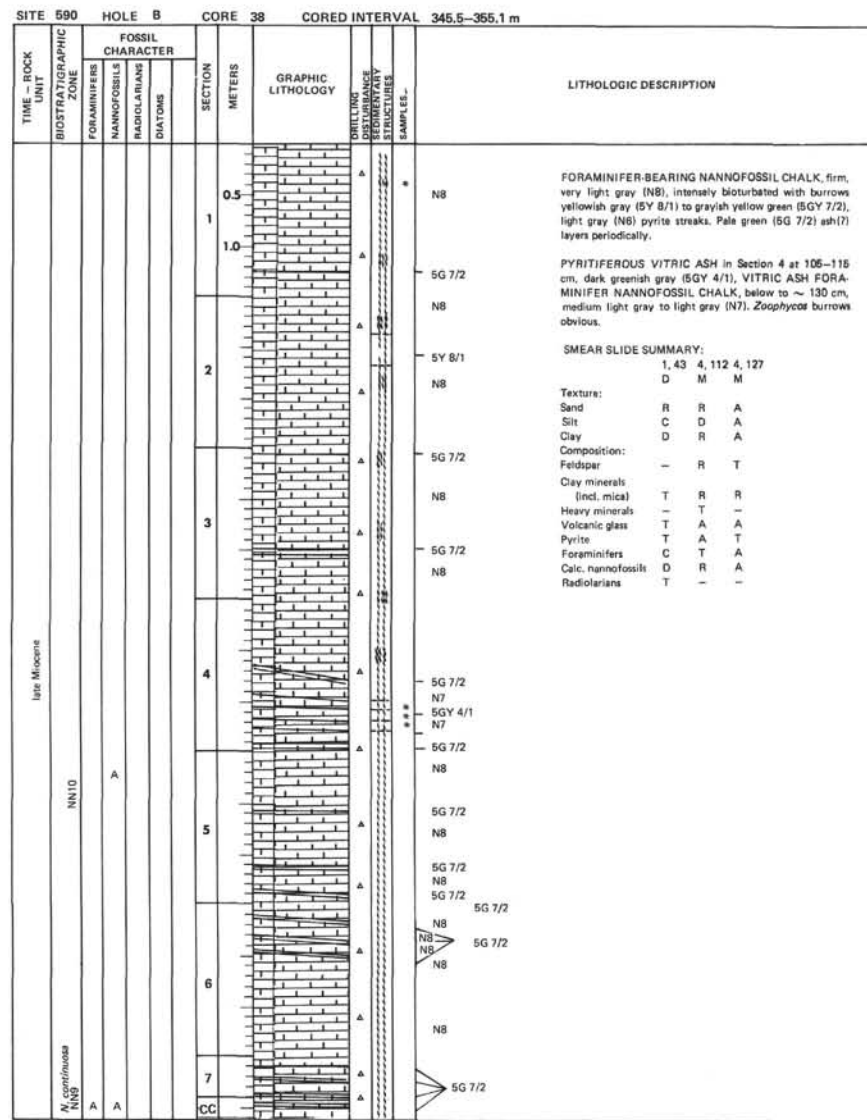 SITE 590 HOLE B CORE 38 CORED INTERVAL 345.5–355.1 m
TIME – ROCK UNIT
BIOSTRATIGRAPHIC ZONE
FOSSIL CHARACTER
FORAMINIFERS
NANNOFOSSILS
RADIOLARIANS
DIATOMS
SECTION
METERS
GRAPHIC LITHOLOGY
DRILLING DISTURBANCE
SEDIMENTARY STRUCTURES
SAMPLES
LITHOLOGIC DESCRIPTION
late Miocene
NN10
N. continuosa
NN9
A
A
A
1
0.5
1.0
2
3
4
5
6
7
CC
N8
5G 7/2
N8
5Y 8/1
N8
5G 7/2
N8
5G 7/2
N8
5G 7/2
N7
5GY 4/1
N7
5G 7/2
N8
5G 7/2
N8
5G 7/2
N8
5G 7/2
5G 7/2
N8
N8
N8
5G 7/2
N8
N8
5G 7/2
FORAMINIFER-BEARING NANNOFOSSIL CHALK, firm,
very light gray (N8), intensely bioturbated with burrows
yellowish gray (5Y 8/1) to grayish yellow green (5GY 7/2),
light gray (N6) pyrite streaks. Pale green (5G 7/2) ash(?)
layers periodically.
PYRITIFEROUS VITRIC ASH in Section 4 at 105–115
cm, dark greenish gray (5GY 4/1), VITRIC ASH FORA-
MINIFER NANNOFOSSIL CHALK, below to ~ 130 cm,
medium light gray to light gray (N7). Zoophycos burrows
obvious.
SMEAR SLIDE SUMMARY:
1, 43 4, 112 4, 127
D M M
Texture:
Sand R R A
Silt C D A
Clay D R A
Composition:
Feldspar – R T
Clay minerals
(incl. mica) T R R
Heavy minerals – T –
Volcanic glass T A A
Pyrite T A T
Foraminifers C T A
Calc. nannofossils D R A
Radiolarians T – –